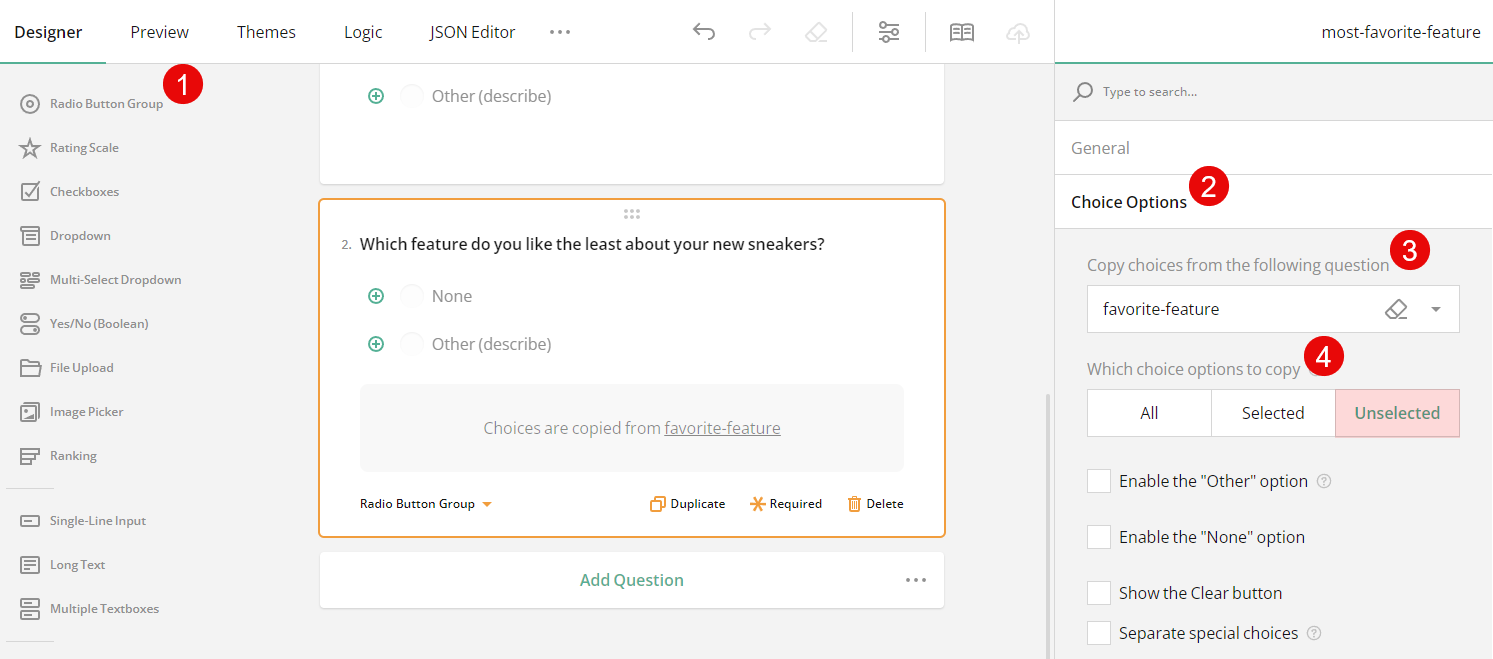 Designer
Preview
Themes
Logic
JSON Editor
most-favorite-feature
1
Radio Button Group
Rating Scale
Checkboxes
Dropdown
Multi-Select Dropdown
Yes/No (Boolean)
File Upload
Image Picker
Ranking
Single-Line Input
Long Text
Multiple Textboxes
Other (describe)
2. Which feature do you like the least about your new sneakers?
None
Other (describe)
Choices are copied from favorite-feature
Radio Button Group
Duplicate
Required
Delete
Add Question
Type to search...
General
Choice Options
2
Copy choices from the following question
3
favorite-feature
Which choice options to copy
4
All
Selected
Unselected
Enable the "Other" option ?
Enable the "None" option
Show the Clear button
Separate special choices ?